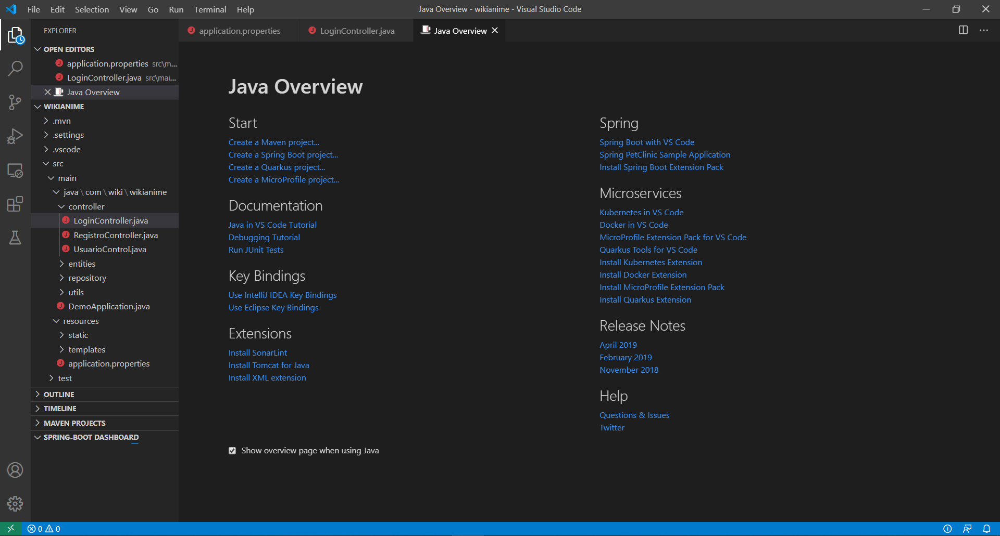 File Edit Selection View Go Run Terminal Help
Java Overview - wikianime - Visual Studio Code
EXPLORER
OPEN EDITORS
application.properties src\m...
LoginController.java src\mai...
Java Overview
WIKIANIME
.mvn
.settings
.vscode
src
main
java \ com \ wiki \ wikianime
controller
LoginController.java
RegistroController.java
UsuarioControl.java
entities
repository
utils
DemoApplication.java
resources
static
templates
application.properties
test
OUTLINE
TIMELINE
MAVEN PROJECTS
SPRING-BOOT DASHBOARD
application.properties
LoginController.java
Java Overview
Java Overview
Start
Create a Maven project...
Create a Spring Boot project...
Create a Quarkus project...
Create a MicroProfile project...
Documentation
Java in VS Code Tutorial
Debugging Tutorial
Run JUnit Tests
Key Bindings
Use IntelliJ IDEA Key Bindings
Use Eclipse Key Bindings
Extensions
Install SonarLint
Install Tomcat for Java
Install XML extension
Spring
Spring Boot with VS Code
Spring PetClinic Sample Application
Install Spring Boot Extension Pack
Microservices
Kubernetes in VS Code
Docker in VS Code
MicroProfile Extension Pack for VS Code
Quarkus Tools for VS Code
Install Kubernetes Extension
Install Docker Extension
Install MicroProfile Extension Pack
Install Quarkus Extension
Release Notes
April 2019
February 2019
November 2018
Help
Questions & Issues
Twitter
Show overview page when using Java
0 0